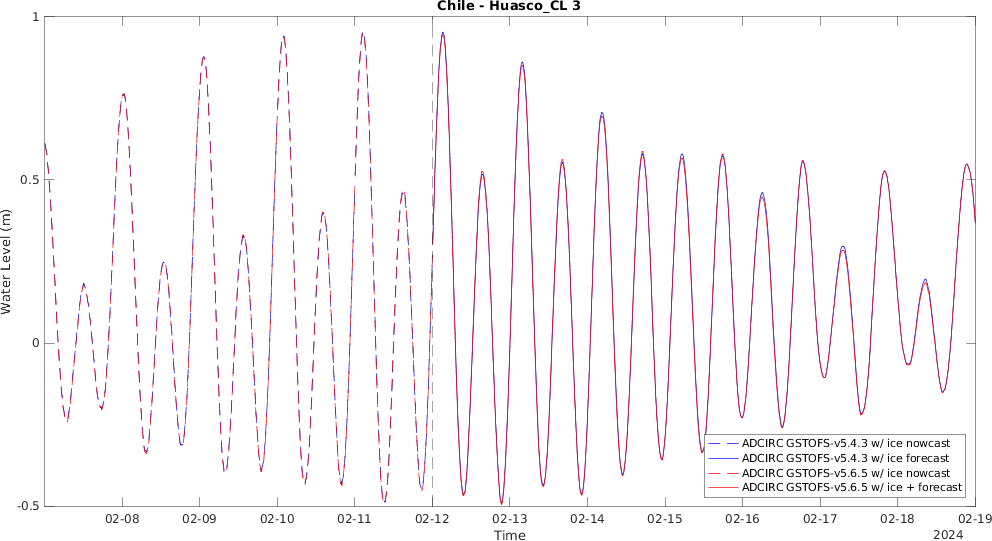 Chile - Huasco_CL 3
Water Level (m)
1
0.5
0
-0.5
02-08 02-09 02-10 02-11 02-12 02-13 02-14 02-15 02-16 02-17 02-18 02-19
Time
2024
ADCIRC GSTOFS-v5.4.3 w/ ice nowcast
ADCIRC GSTOFS-v5.4.3 w/ ice forecast
ADCIRC GSTOFS-v5.6.5 w/ ice nowcast
ADCIRC GSTOFS-v5.6.5 w/ ice + forecast